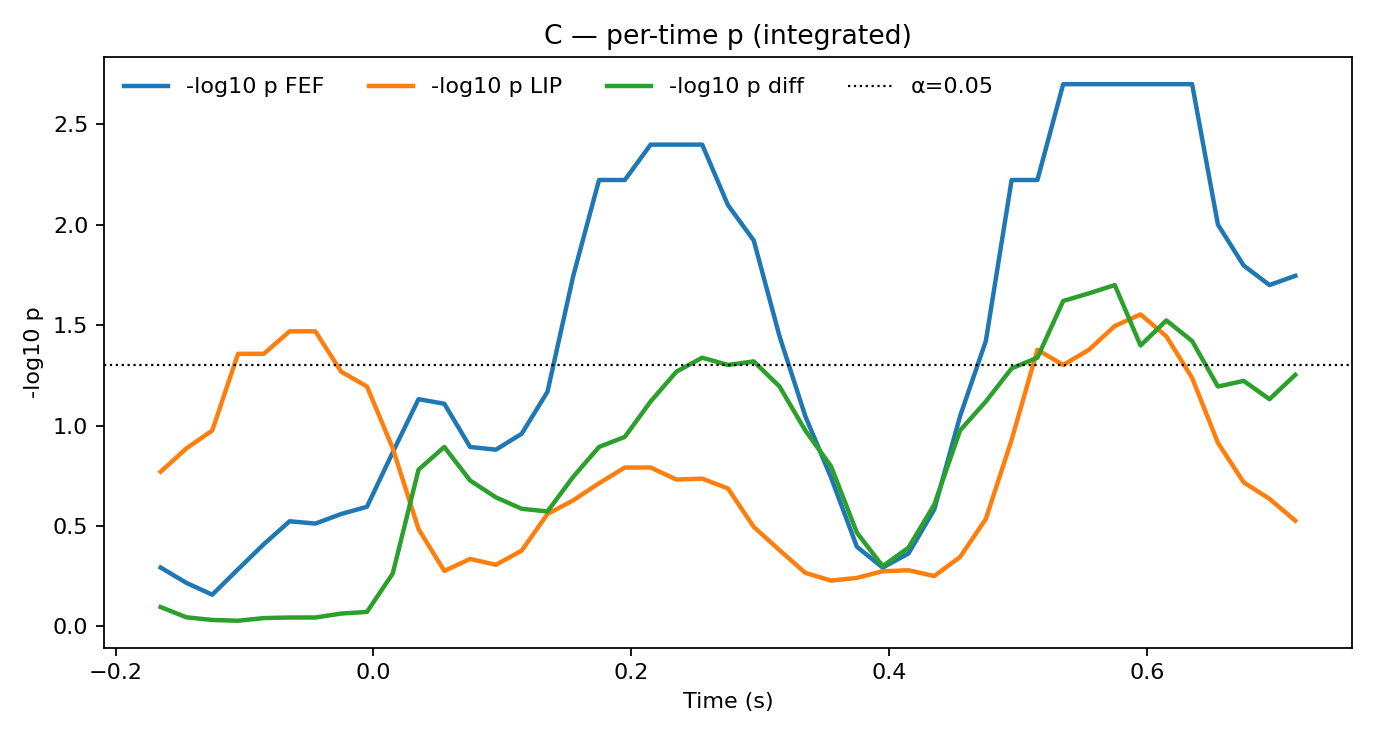 C — per-time p (integrated)
-log10 p FEF -log10 p LIP -log10 p diff α=0.05
2.5
2.0
1.5
1.0
0.5
0.0
-log10 p
−0.2 0.0 0.2 0.4 0.6
Time (s)